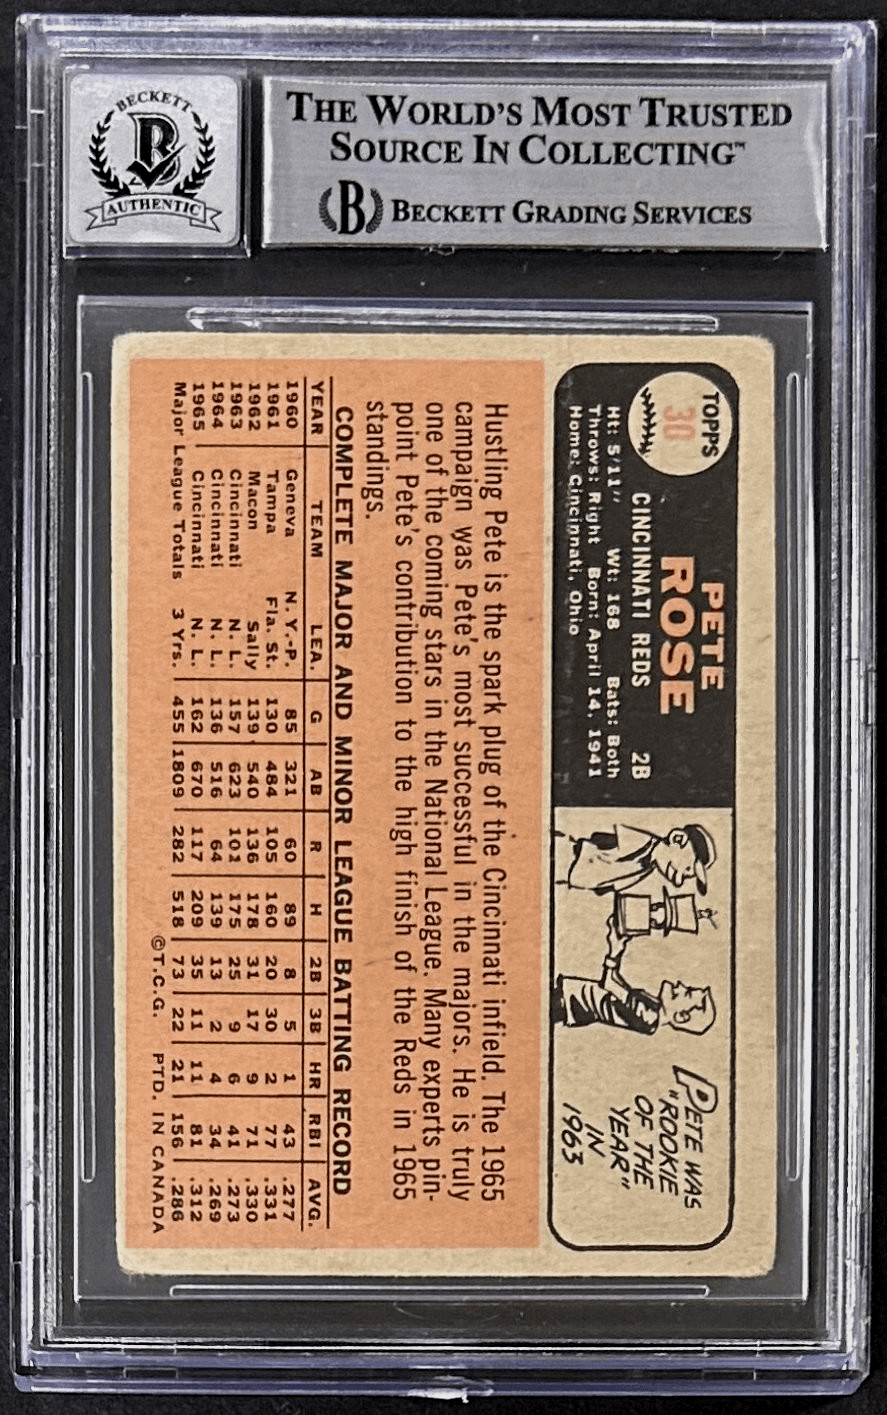 BECKETT
B
AUTHENTIC
THE WORLD'S MOST TRUSTED
SOURCE IN COLLECTING™
B BECKETT GRADING SERVICES
TOPPS
30
PETE
ROSE
CINCINNATI REDS 2B
Ht: 5/11" Wt: 168 Bats: Both
Throws: Right Born: April 14, 1941
Home: Cincinnati, Ohio
PETE WAS
"ROOKIE
OF THE
YEAR"
IN
1963
Hustling Pete is the spark plug of the Cincinnati infield. The 1965
campaign was Pete's most successful in the majors. He is truly
one of the coming stars in the National League. Many experts pin-
point Pete's contribution to the high finish of the Reds in 1965
standings.
COMPLETE MAJOR AND MINOR LEAGUE BATTING RECORD
YEAR TEAM LEA. G AB R H 2B 3B HR RBI AVG.
1960 Geneva N. Y.-P. 85 321 60 89 8 5 1 43 .277
1961 Tampa Fla. St. 130 484 105 160 20 30 2 77 .331
1962 Macon Sally 139 540 136 178 31 17 9 71 .330
1963 Cincinnati N. L. 157 623 101 175 25 9 6 41 .273
1964 Cincinnati N. L. 136 516 64 139 13 2 4 34 .269
1965 Cincinnati N. L. 162 670 117 209 35 11 11 81 .312
Major League Totals 3 Yrs. 455 1809 282 518 73 22 21 156 .286
©T.C.G. PTD. IN CANADA